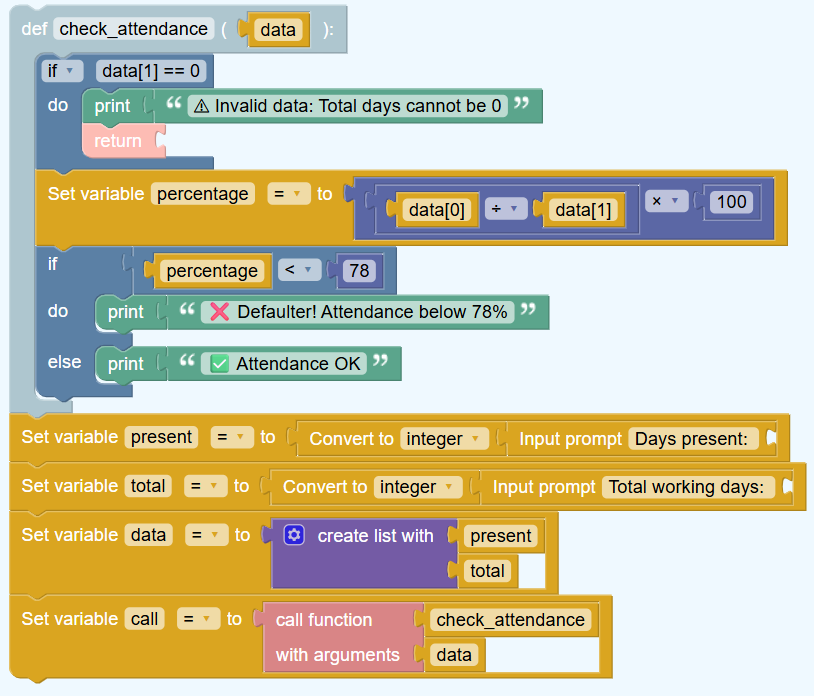 def check_attendance ( data ):
if data[1] == 0
do print “ ⚠ Invalid data: Total days cannot be 0 ”
return
Set variable percentage = to data[0] ÷ data[1] × 100
if percentage < 78
do print “ ❌ Defaulter! Attendance below 78% ”
else print “ ✅ Attendance OK ”
Set variable present = to Convert to integer Input prompt Days present:
Set variable total = to Convert to integer Input prompt Total working days:
Set variable data = to create list with present
total
Set variable call = to call function check_attendance
with arguments data